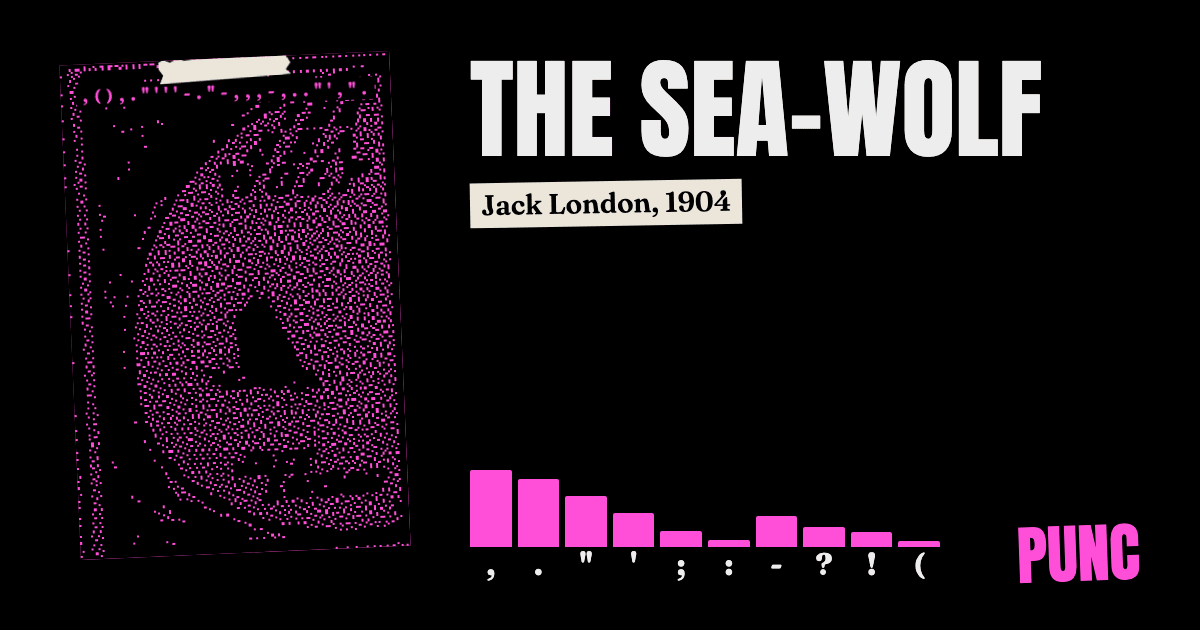 ,(),."'''-."-,,,-,..."',".
THE SEA-WOLF
Jack London, 1904
, . " ' ; : - ? ! (
PUNC